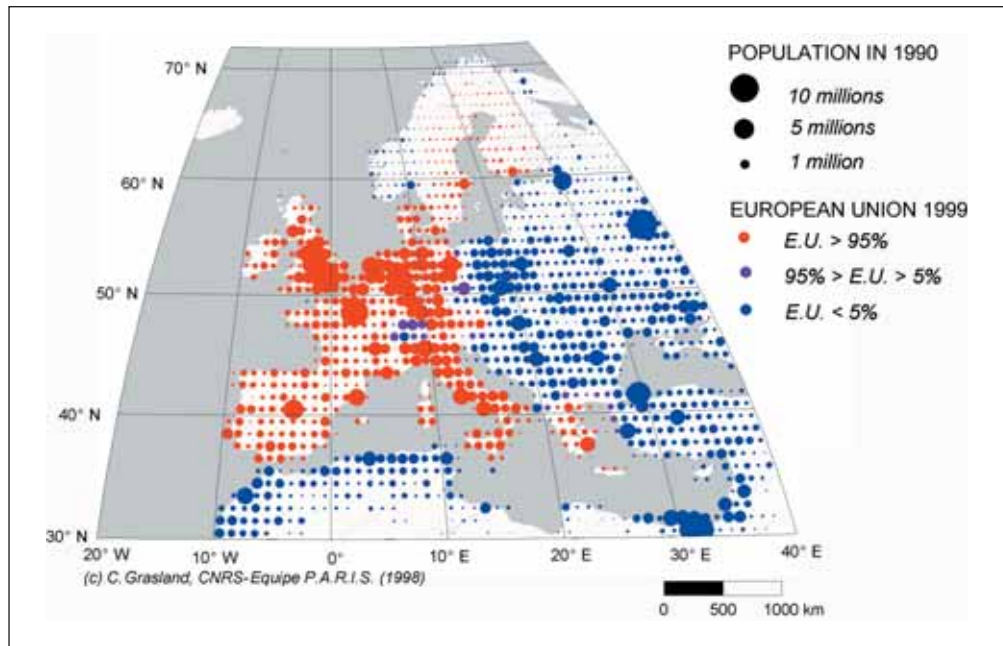 70° N
60° N
50° N
40° N
30° N
20° W
10° W
0°
10° E
20° E
30° E
40° E
(c) C. Grasland, CNRS-Equipe P.A.R.I.S. (1998)
POPULATION IN 1990
10 millions
5 millions
1 million
EUROPEAN UNION 1999
E.U. > 95%
95% > E.U. > 5%
E.U. < 5%
0 500 1000 km